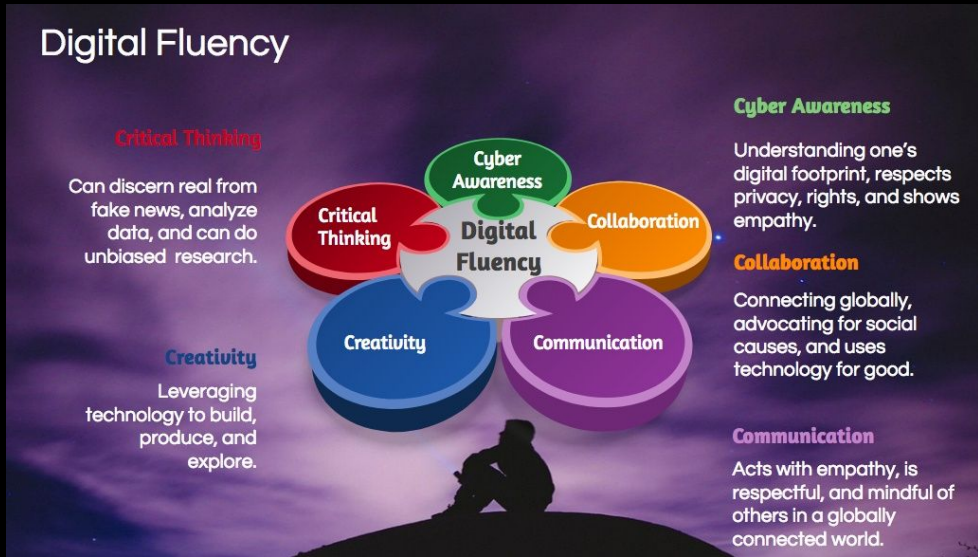 Digital Fluency
Critical Thinking
Can discern real from
fake news, analyze
data, and can do
unbiased research.
Creativity
Leveraging
technology to build,
produce, and
explore.
Cyber
Awareness
Critical
Thinking
Collaboration
Digital
Fluency
Creativity
Communication
Cyber Awareness
Understanding one's
digital footprint, respects
privacy, rights, and shows
empathy.
Collaboration
Connecting globally,
advocating for social
causes, and uses
technology for good.
Communication
Acts with empathy, is
respectful, and mindful of
others in a globally
connected world.